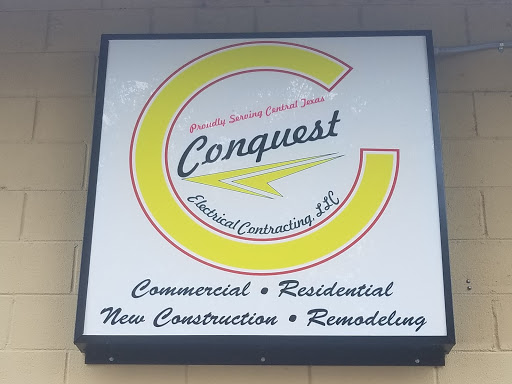 Proudly Serving Central Texas
Conquest
Electrical Contracting, LLC
Commercial • Residential
New Construction • Remodeling